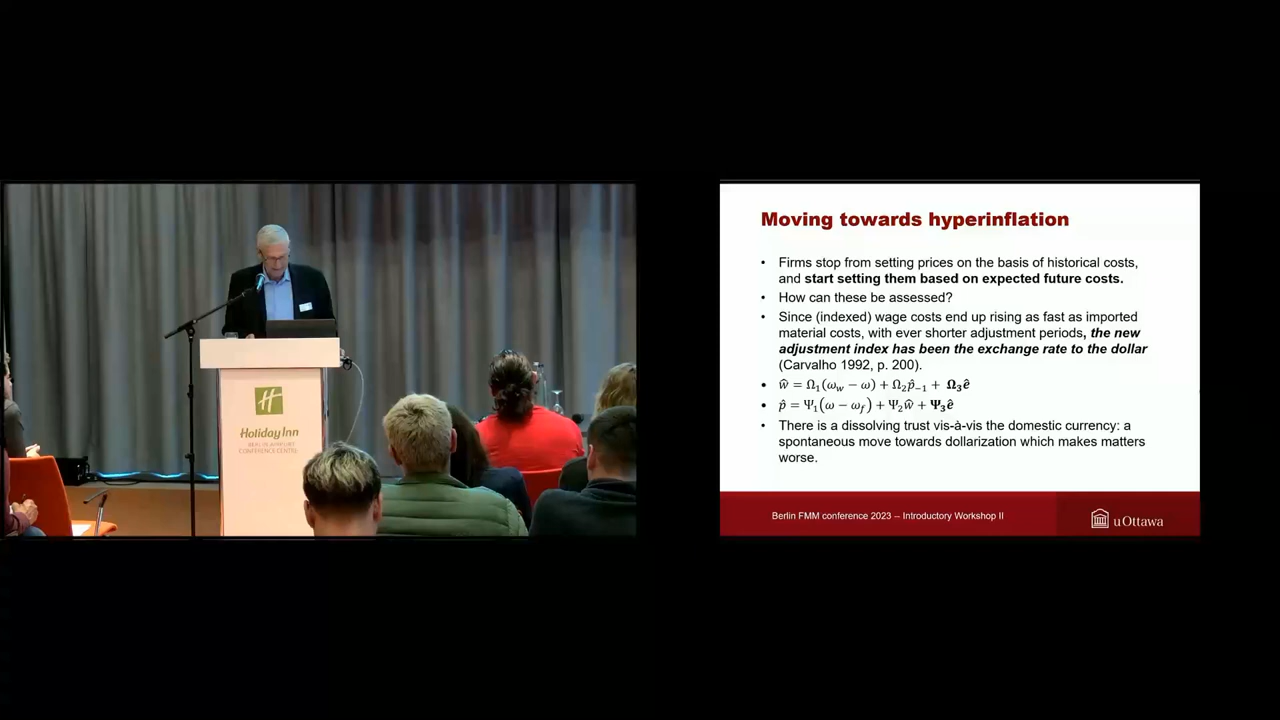 H
Holiday Inn
CONFERENCE CENTRE
Moving towards hyperinflation
• Firms stop from setting prices on the basis of historical costs,
and start setting them based on expected future costs.
• How can these be assessed?
• Since (indexed) wage costs end up rising as fast as imported
material costs, with ever shorter adjustment periods, the new
adjustment index has been the exchange rate to the dollar
(Carvalho 1992, p. 200).
• ŵ = Ω₁(ω_w − ω) + Ω₂p̂₋₁ + Ω₃ê
• p̂ = Ψ₁(ω − ω_f) + Ψ₂ŵ + Ψ₃ê
• There is a dissolving trust vis-à-vis the domestic currency: a
spontaneous move towards dollarization which makes matters
worse.
Berlin FMM conference 2023 -- Introductory Workshop II
uOttawa